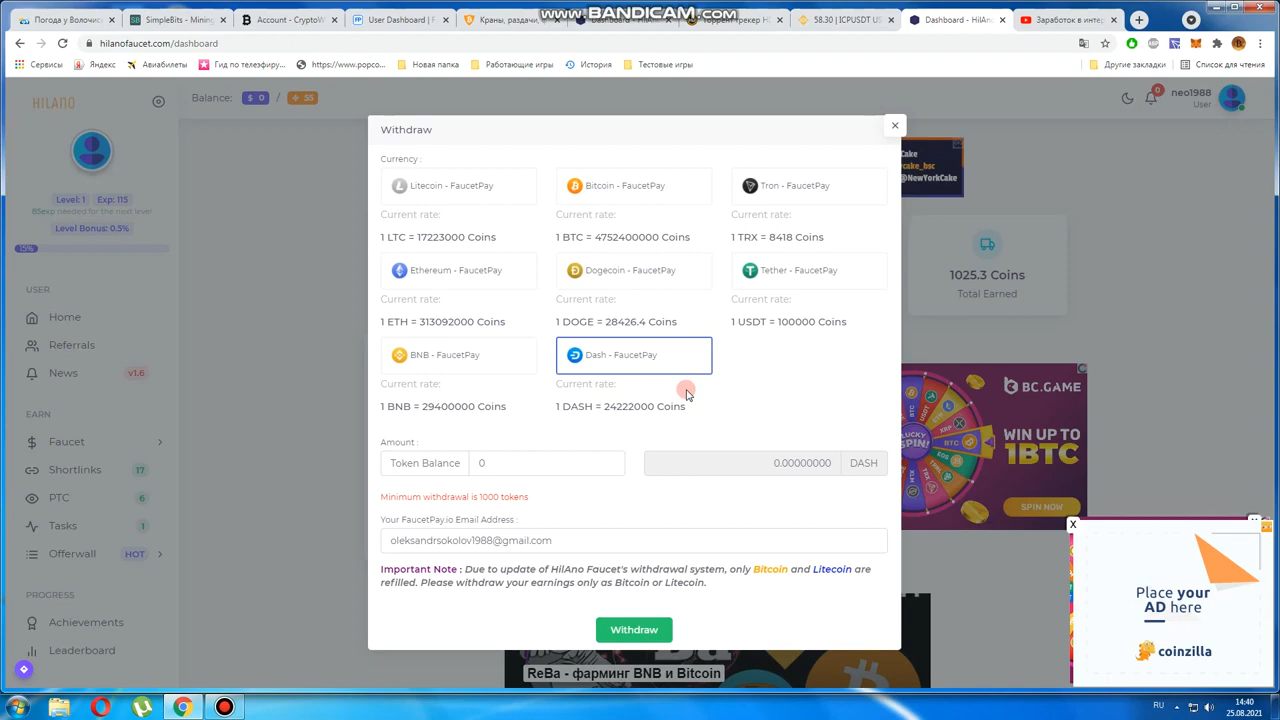 www.BANDICAM.com
Погода у Волочис
SimpleBits - Mining
Account - CryptoW
User Dashboard | F
Краны, раздачи,
58.30 | ICPUSDT
Dashboard - HilAno
Заработок в интер
hilanofaucet.com/dashboard
Сервисы
Яндекс
Авиабилеты
Гид по телэфиру...
https://www.popco...
Новая папка
Работающие игры
История
Тестовые игры
Другие закладки
Список для чтения
HILANO
Balance: $ 0 / 55
0
neo1988
User
Level: 1 Exp: 115
85exp needed for the next level
Level Bonus: 0.5%
15%
USER
Home
Referrals
News v1.6
EARN
Faucet
Shortlinks 17
PTC 6
Tasks 1
Offerwall HOT
PROGRESS
Achievements
Leaderboard
Withdraw
Currency :
Litecoin - FaucetPay
Bitcoin - FaucetPay
Tron - FaucetPay
Current rate:
Current rate:
Current rate:
1 LTC = 17223000 Coins
1 BTC = 4752400000 Coins
1 TRX = 8418 Coins
Ethereum - FaucetPay
Dogecoin - FaucetPay
Tether - FaucetPay
Current rate:
Current rate:
Current rate:
1 ETH = 313092000 Coins
1 DOGE = 28426.4 Coins
1 USDT = 100000 Coins
BNB - FaucetPay
Dash - FaucetPay
Current rate:
Current rate:
1 BNB = 29400000 Coins
1 DASH = 24222000 Coins
Amount :
Token Balance 0
0.00000000 DASH
Minimum withdrawal is 1000 tokens
Your FaucetPay.io Email Address :
oleksandrsokolov1988@gmail.com
Important Note : Due to update of HilAno Faucet's withdrawal system, only Bitcoin and Litecoin are
refilled. Please withdraw your earnings only as Bitcoin or Litecoin.
Withdraw
Cake
cake_bsc
@NewYorkCake
1025.3 Coins
Total Earned
BC.GAME
LUCKY
SPIN
WIN UP TO
1BTC
SPIN NOW
X
Place your
AD here
coinzilla
ReBa - фарминг BNB и Bitcoin
RU
14:40
25.08.2021